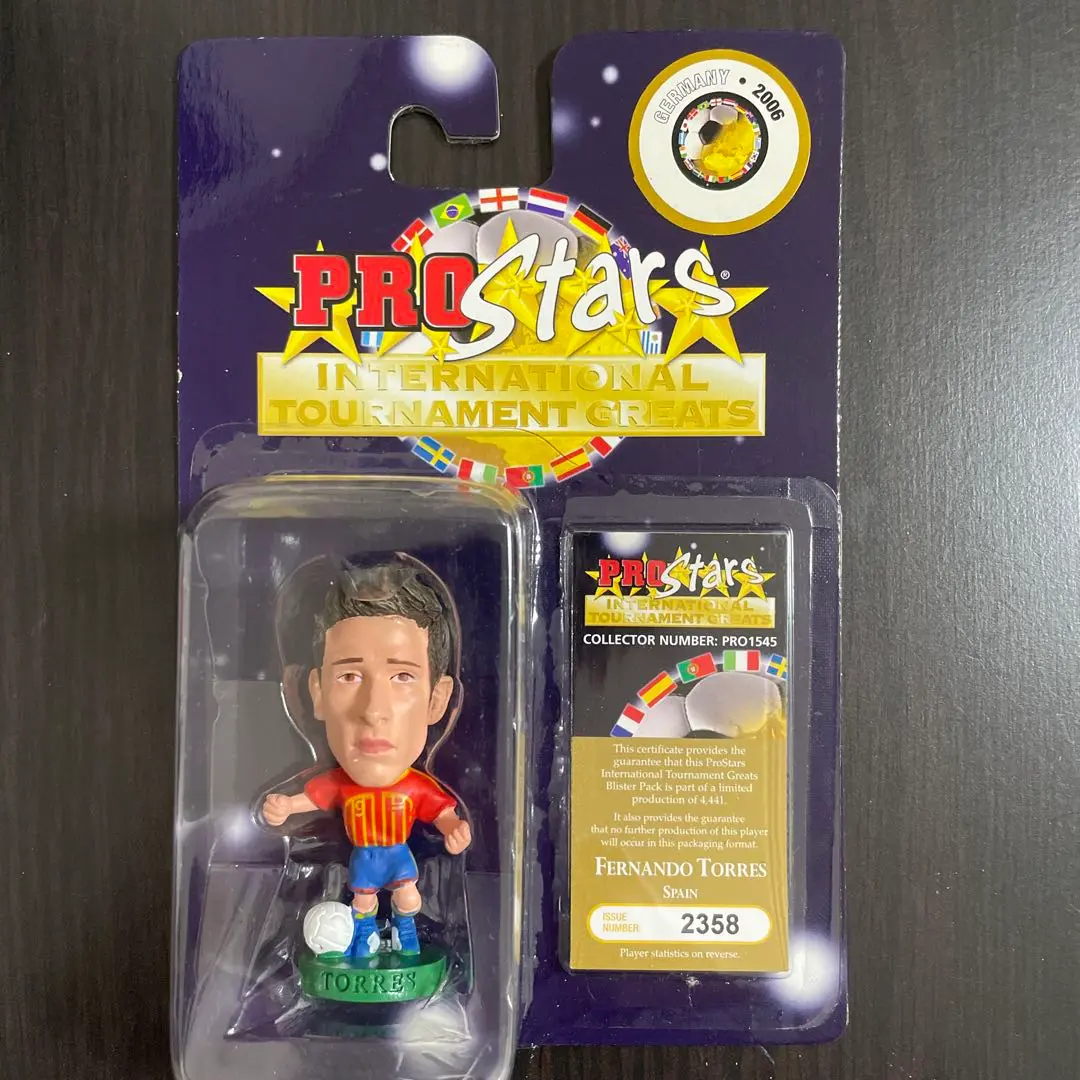 GERMANY • 2006
PROStars®
INTERNATIONAL
TOURNAMENT GREATS
PROStars
INTERNATIONAL
TOURNAMENT GREATS
COLLECTOR NUMBER: PRO1545
This certificate provides the
guarantee that this ProStars
International Tournament Greats
Blister Pack is part of a limited
production of 4,441.
It also provides the guarantee
that no further production of this player
will occur in this packaging format.
FERNANDO TORRES
SPAIN
ISSUE
NUMBER: 2358
Player statistics on reverse.
TORRES